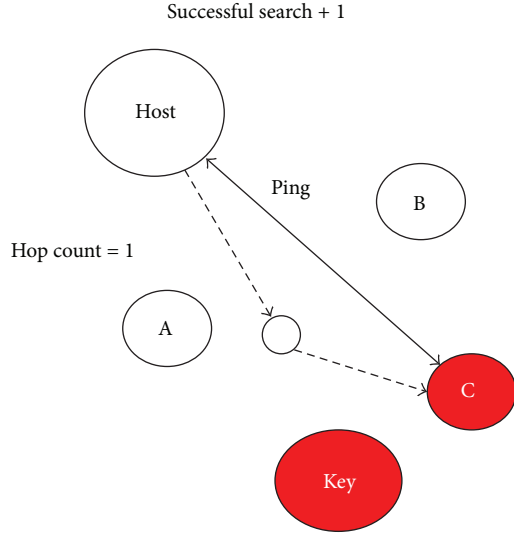 Successful search + 1
Host
Ping
B
Hop count = 1
A
C
Key